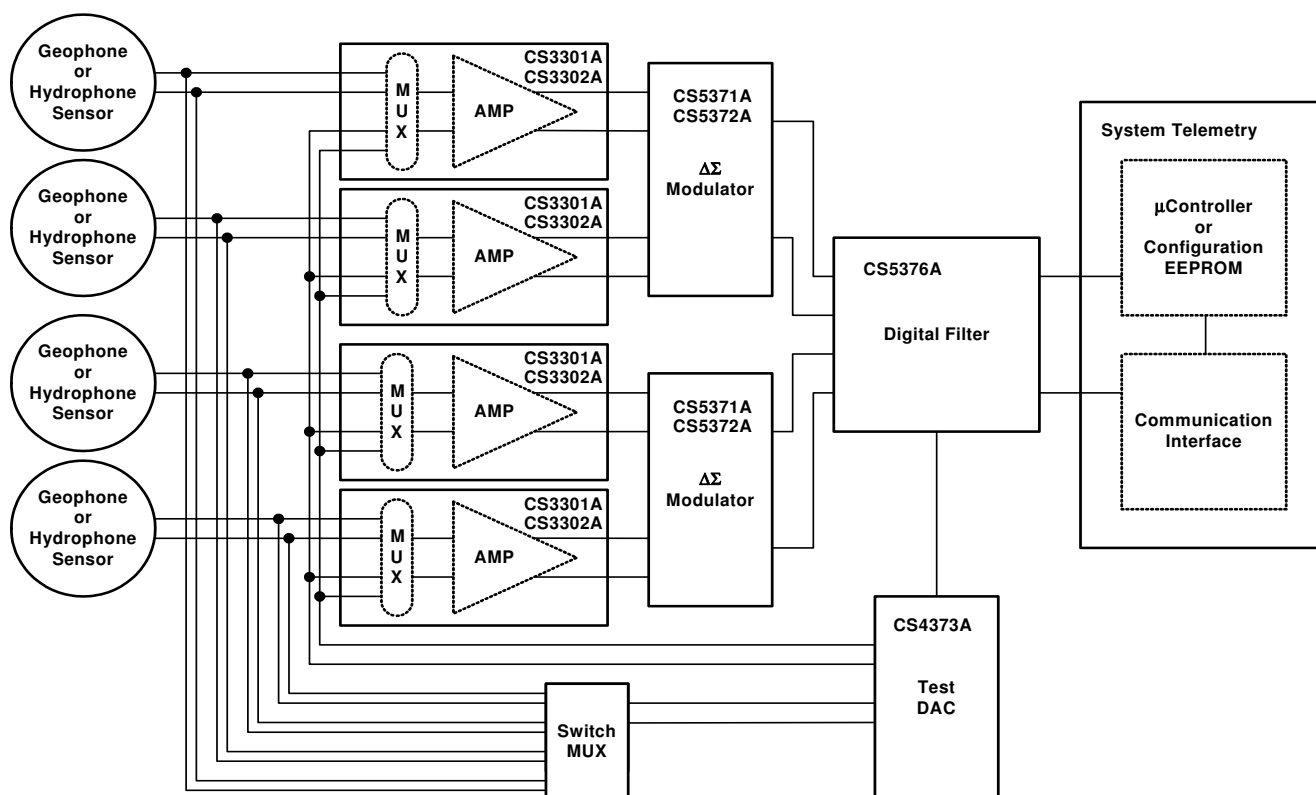 Geophone
or
Hydrophone
Sensor
M
U
X
AMP
CS3301A
CS3302A
Geophone
or
Hydrophone
Sensor
M
U
X
AMP
CS3301A
CS3302A
CS5371A
CS5372A
ΔΣ
Modulator
Geophone
or
Hydrophone
Sensor
M
U
X
AMP
CS3301A
CS3302A
Geophone
or
Hydrophone
Sensor
M
U
X
AMP
CS3301A
CS3302A
CS5371A
CS5372A
ΔΣ
Modulator
CS5376A
Digital Filter
System Telemetry
μController
or
Configuration
EEPROM
Communication
Interface
CS4373A
Test
DAC
Switch
MUX